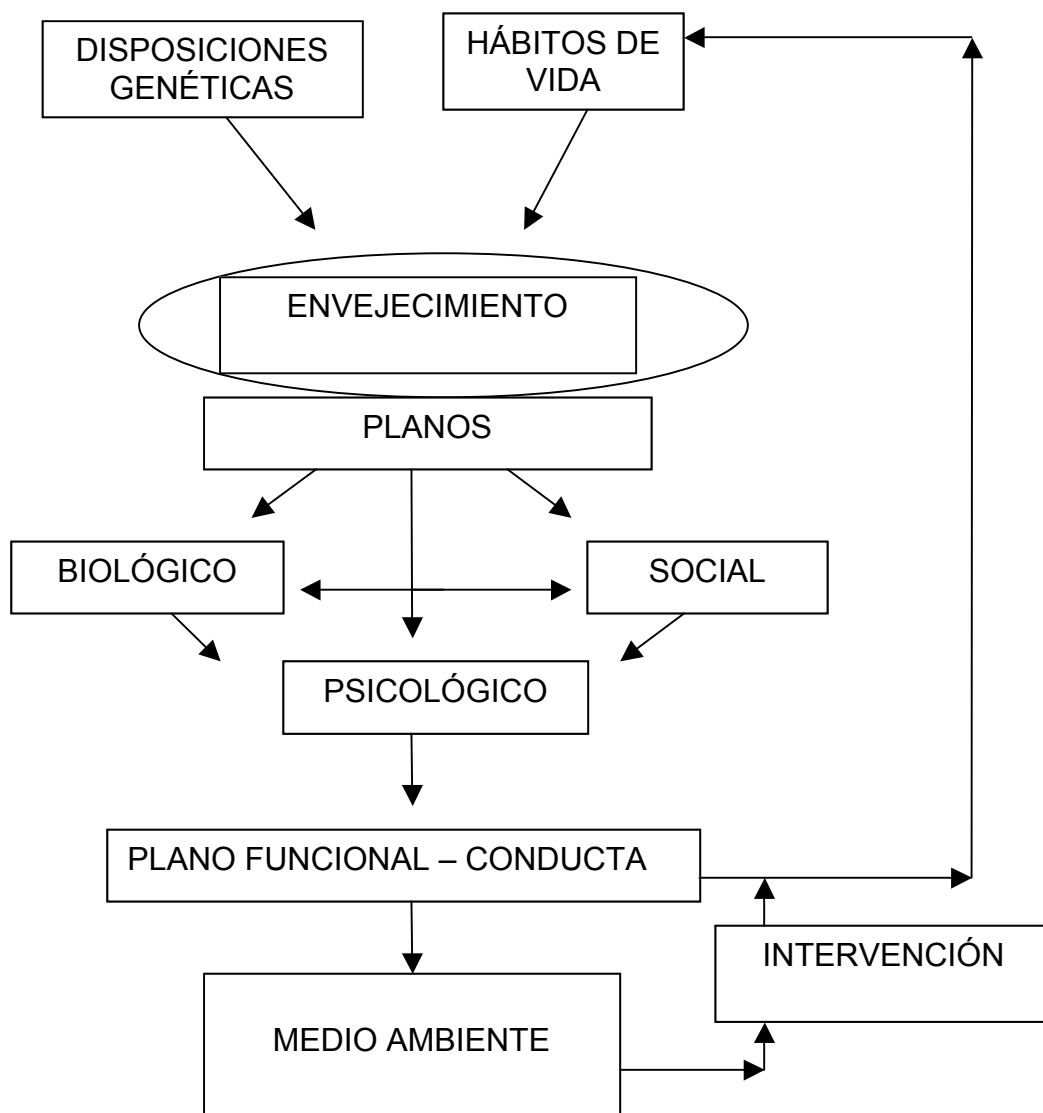 DISPOSICIONES
GENÉTICAS
HÁBITOS DE
VIDA
ENVEJECIMIENTO
PLANOS
BIOLÓGICO
SOCIAL
PSICOLÓGICO
PLANO FUNCIONAL – CONDUCTA
INTERVENCIÓN
MEDIO AMBIENTE